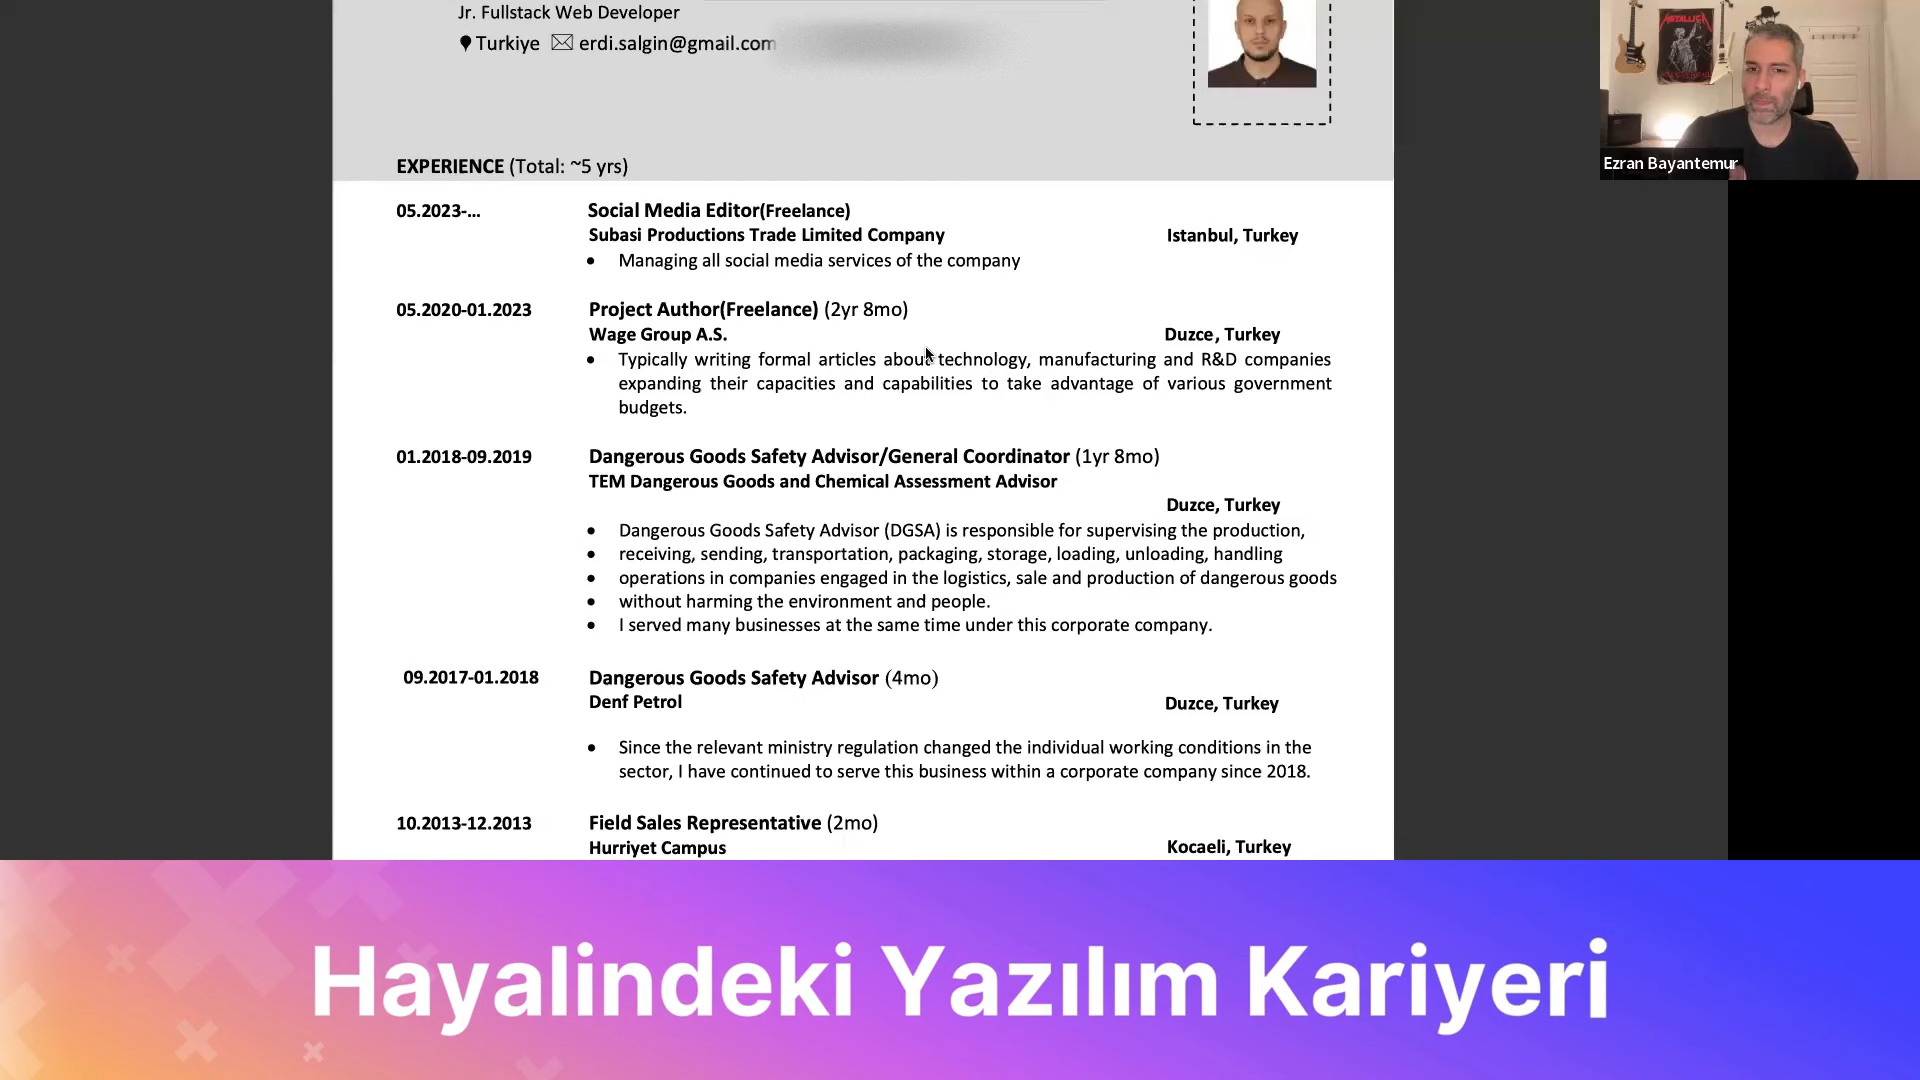 Jr. Fullstack Web Developer
Turkiye erdi.salgin@gmail.com
METALLICA
Ezran Bayantemur
EXPERIENCE (Total: ~5 yrs)
05.2023-... Social Media Editor(Freelance)
Subasi Productions Trade Limited Company Istanbul, Turkey
• Managing all social media services of the company
05.2020-01.2023 Project Author(Freelance) (2yr 8mo)
Wage Group A.S. Duzce, Turkey
• Typically writing formal articles about technology, manufacturing and R&D companies
expanding their capacities and capabilities to take advantage of various government
budgets.
01.2018-09.2019 Dangerous Goods Safety Advisor/General Coordinator (1yr 8mo)
TEM Dangerous Goods and Chemical Assessment Advisor
Duzce, Turkey
• Dangerous Goods Safety Advisor (DGSA) is responsible for supervising the production,
• receiving, sending, transportation, packaging, storage, loading, unloading, handling
• operations in companies engaged in the logistics, sale and production of dangerous goods
• without harming the environment and people.
• I served many businesses at the same time under this corporate company.
09.2017-01.2018 Dangerous Goods Safety Advisor (4mo)
Denf Petrol Duzce, Turkey
• Since the relevant ministry regulation changed the individual working conditions in the
sector, I have continued to serve this business within a corporate company since 2018.
10.2013-12.2013 Field Sales Representative (2mo)
Hurriyet Campus Kocaeli, Turkey
Hayalindeki Yazılım Kariyeri